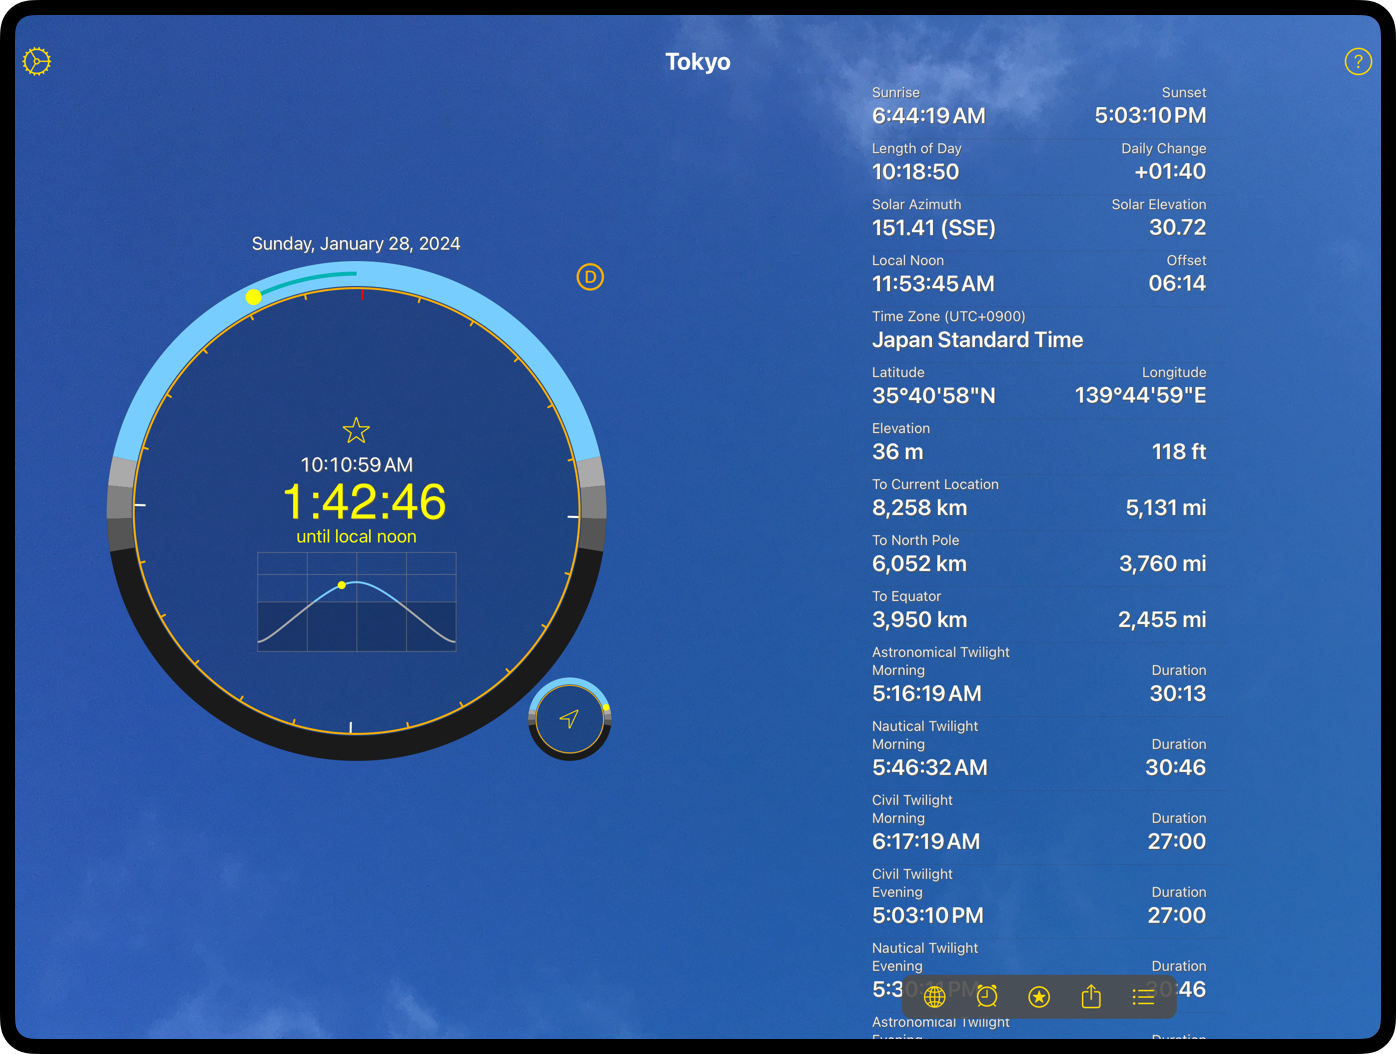 Tokyo
?
Sunday, January 28, 2024
D
10:10:59 AM
1:42:46
until local noon
Sunrise Sunset
6:44:19 AM 5:03:10 PM
Length of Day Daily Change
10:18:50 +01:40
Solar Azimuth Solar Elevation
151.41 (SSE) 30.72
Local Noon Offset
11:53:45 AM 06:14
Time Zone (UTC+0900)
Japan Standard Time
Latitude Longitude
35°40'58"N 139°44'59"E
Elevation
36 m 118 ft
To Current Location
8,258 km 5,131 mi
To North Pole
6,052 km 3,760 mi
To Equator
3,950 km 2,455 mi
Astronomical Twilight
Morning Duration
5:16:19 AM 30:13
Nautical Twilight
Morning Duration
5:46:32 AM 30:46
Civil Twilight
Morning Duration
6:17:19 AM 27:00
Civil Twilight
Evening Duration
5:03:10 PM 27:00
Nautical Twilight
Evening Duration
30:46
Astronomical Twilight
Evening Duration